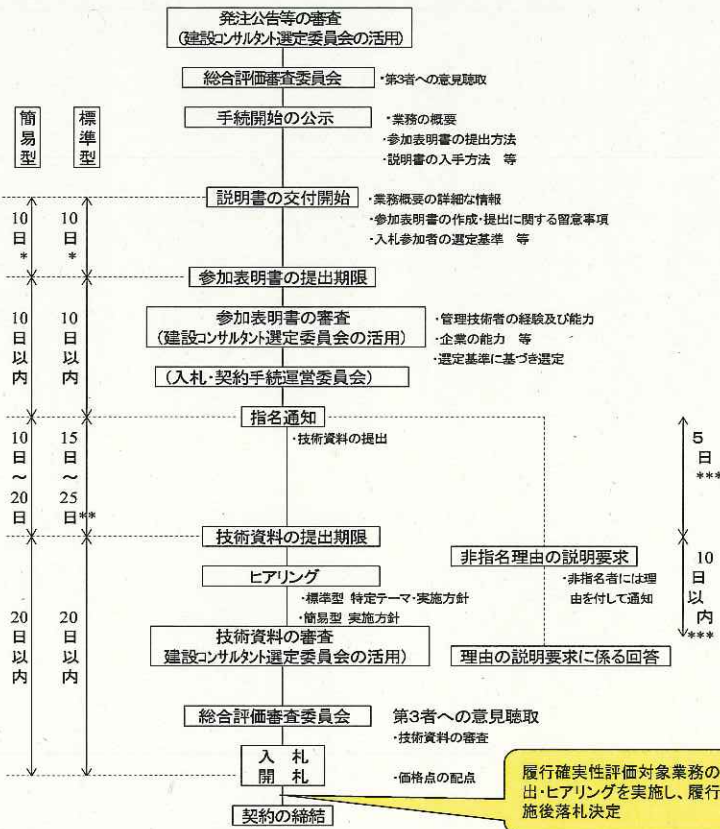 発注公告等の審査
(建設コンサルタント選定委員会の活用)
総合評価審査委員会
・第3者への意見聴取
簡易型
標準型
手続開始の公示
・業務の概要
・参加表明書の提出方法
・説明書の入手方法 等
説明書の交付開始
・業務概要の詳細な情報
・参加表明書の作成・提出に関する留意事項
・入札参加者の選定基準 等
10日*
10日*
参加表明書の提出期限
10日以内
10日以内
参加表明書の審査
(建設コンサルタント選定委員会の活用)
・管理技術者の経験及び能力
・企業の能力 等
・選定基準に基づき選定
(入札・契約手続運営委員会)
指名通知
・技術資料の提出
10日～20日
15日～25日**
5日***
技術資料の提出期限
非指名理由の説明要求
・非指名者には理
由を付して通知
10日以内***
ヒアリング
・標準型 特定テーマ・実施方針
・簡易型 実施方針
20日以内
20日以内
技術資料の審査
建設コンサルタント選定委員会の活用)
理由の説明要求に係る回答
総合評価審査委員会
第3者への意見聴取
・技術資料の審査
入 札
開 札
・価格点の配点
履行確実性評価対象業務の
出・ヒアリングを実施し、履行
施後落札決定
契約の締結